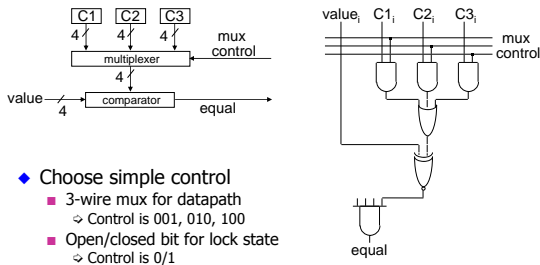 C1 C2 C3
4 4 4
mux
control
multiplexer
4
value
4
comparator
equal
value i C1 i C2 i C3 i
mux
control
equal
◆ Choose simple control
■ 3-wire mux for datapath
➪ Control is 001, 010, 100
■ Open/closed bit for lock state
➪ Control is 0/1